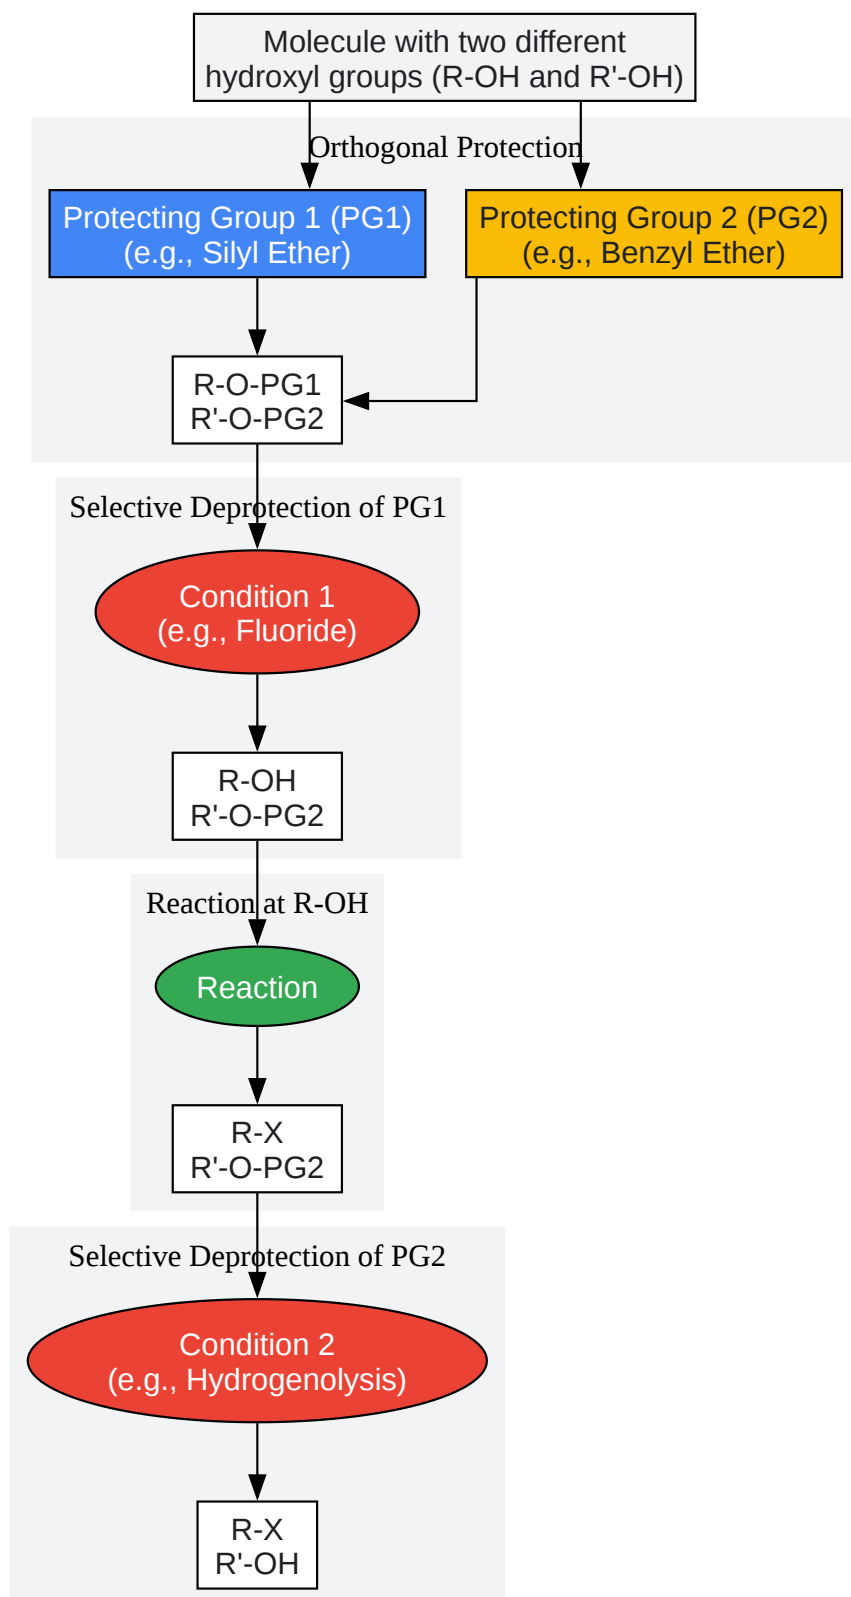 Molecule with two different
hydroxyl groups (R-OH and R'-OH)
Orthogonal Protection
Protecting Group 1 (PG1)
(e.g., Silyl Ether)
Protecting Group 2 (PG2)
(e.g., Benzyl Ether)
R-O-PG1
R'-O-PG2
Selective Deprotection of PG1
Condition 1
(e.g., Fluoride)
R-OH
R'-O-PG2
Reaction at R-OH
Reaction
R-X
R'-O-PG2
Selective Deprotection of PG2
Condition 2
(e.g., Hydrogenolysis)
R-X
R'-OH